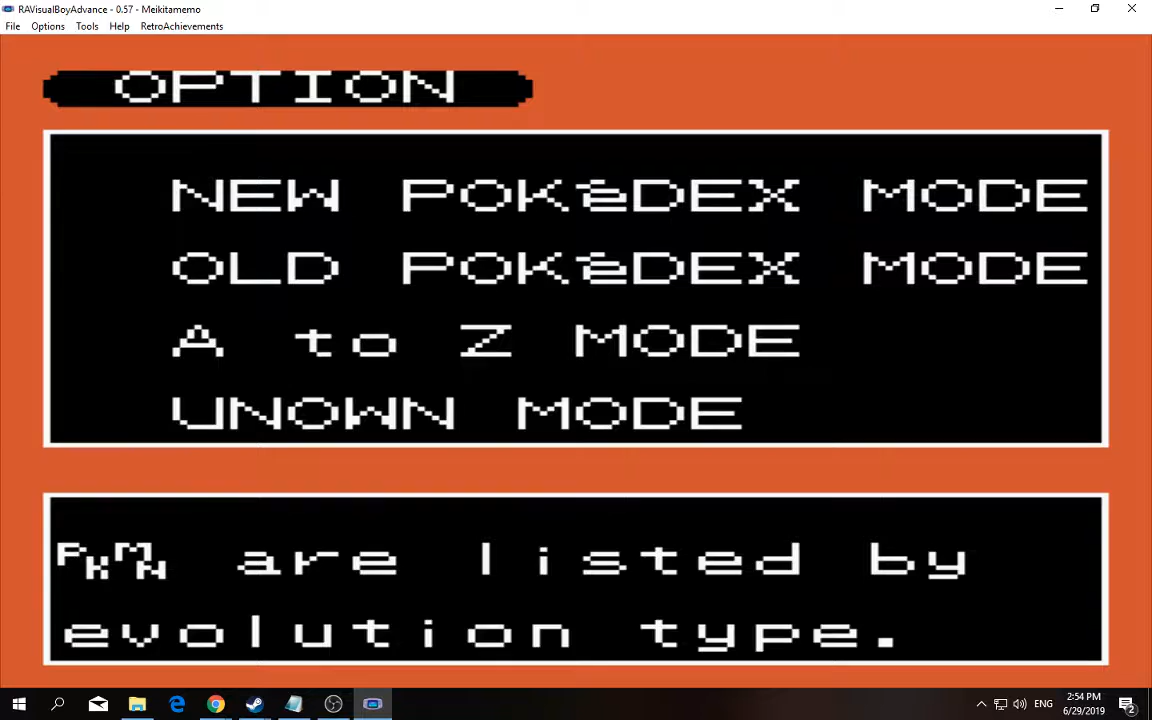 RAVisualBoyAdvance - 0.57 - Meikitamemo
File Options Tools Help RetroAchievements
OPTION
NEW POKéDEX MODE
OLD POKéDEX MODE
A to Z MODE
UNOWN MODE
PKMN are listed by
evolution type.
ENG
2:54 PM
6/29/2019
2